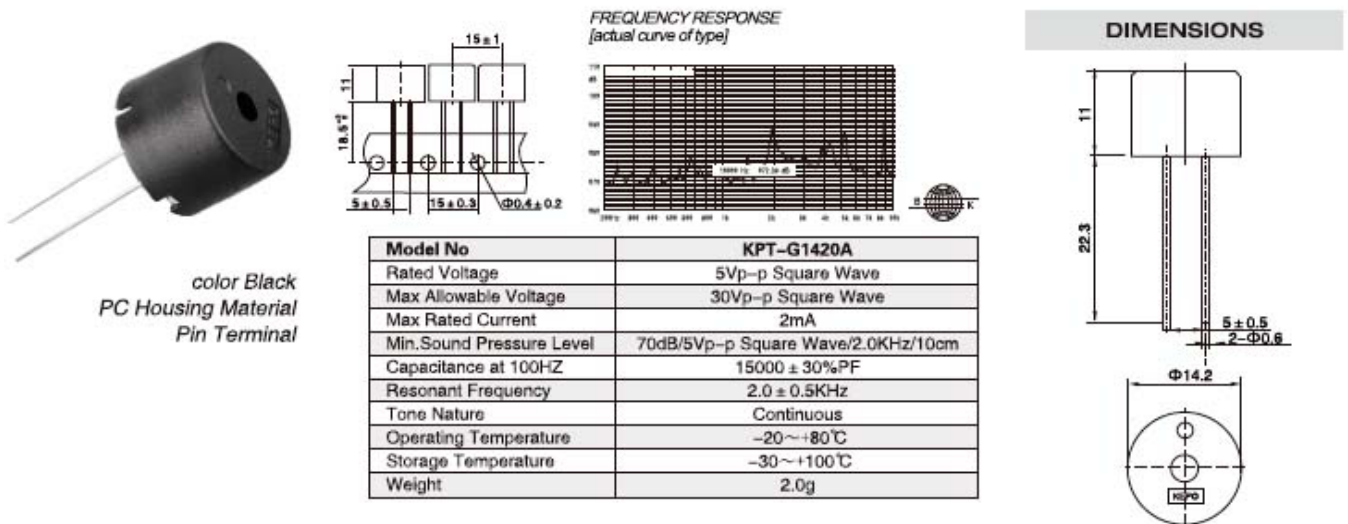 FREQUENCY RESPONSE
[actual curve of type]
15±1
11
18.5
5±0.5
15±0.3
Φ0.4±0.2
B
K
color Black
PC Housing Material
Pin Terminal
Model No KPT-G1420A
Rated Voltage 5Vp-p Square Wave
Max Allowable Voltage 30Vp-p Square Wave
Max Rated Current 2mA
Min.Sound Pressure Level 70dB/5Vp-p Square Wave/2.0KHz/10cm
Capacitance at 100HZ 15000±30%PF
Resonant Frequency 2.0±0.5KHz
Tone Nature Continuous
Operating Temperature -20~+80℃
Storage Temperature -30~+100℃
Weight 2.0g
DIMENSIONS
11
22.3
5±0.5
2-Φ0.6
Φ14.2
KEPO